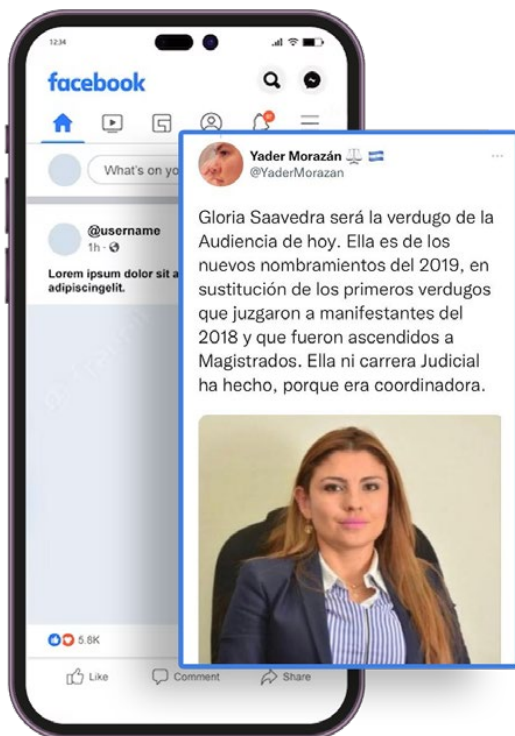 1234
facebook
What's on yo
@username
1h
Lorem ipsum dolor sit a
adipiscingelit.
Yader Morazán
@YaderMorazan
Gloria Saavedra será la verdugo de la
Audiencia de hoy. Ella es de los
nuevos nombramientos del 2019, en
sustitución de los primeros verdugos
que juzgaron a manifestantes del
2018 y que fueron ascendidos a
Magistrados. Ella ni carrera Judicial
ha hecho, porque era coordinadora.
5.8K
Like
Comment
Share